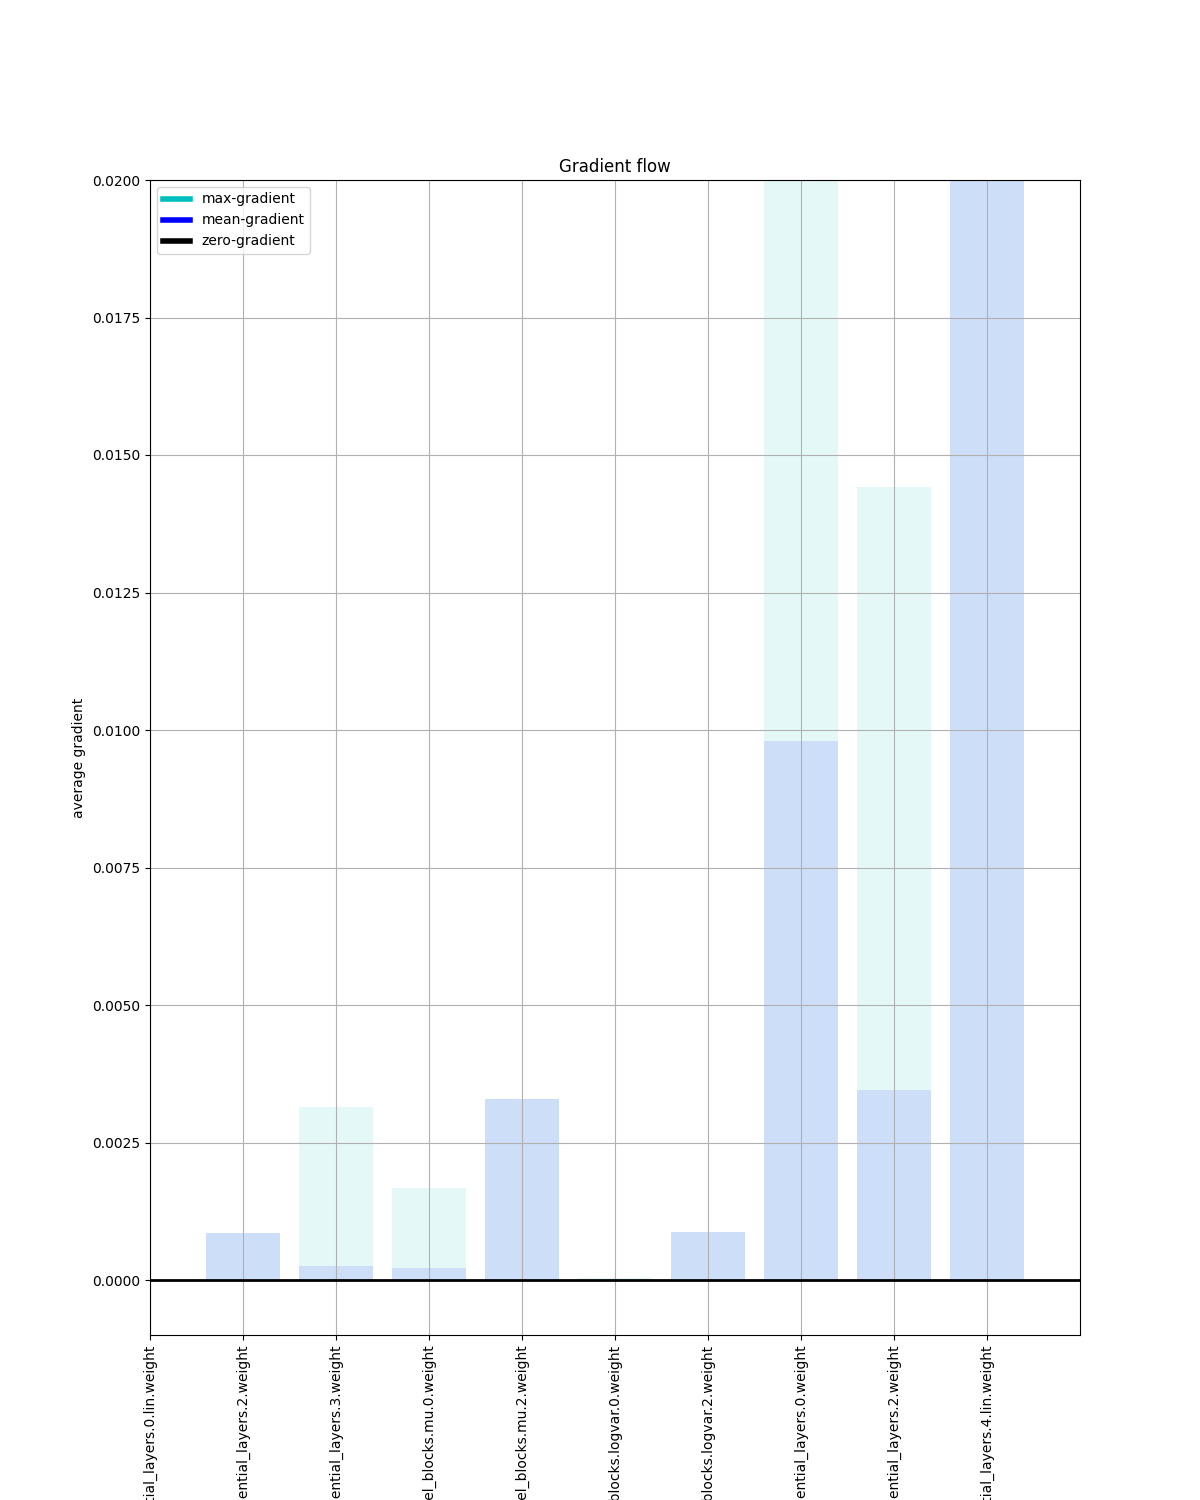 Gradient flow
max-gradient
mean-gradient
zero-gradient
0.0200
0.0175
0.0150
0.0125
0.0100
0.0075
0.0050
0.0025
0.0000
average gradient
tial_layers.0.lin.weight
ential_layers.2.weight
ential_layers.3.weight
el_blocks.mu.0.weight
el_blocks.mu.2.weight
blocks.logvar.0.weight
blocks.logvar.2.weight
ential_layers.0.weight
ential_layers.2.weight
tial_layers.4.lin.weight